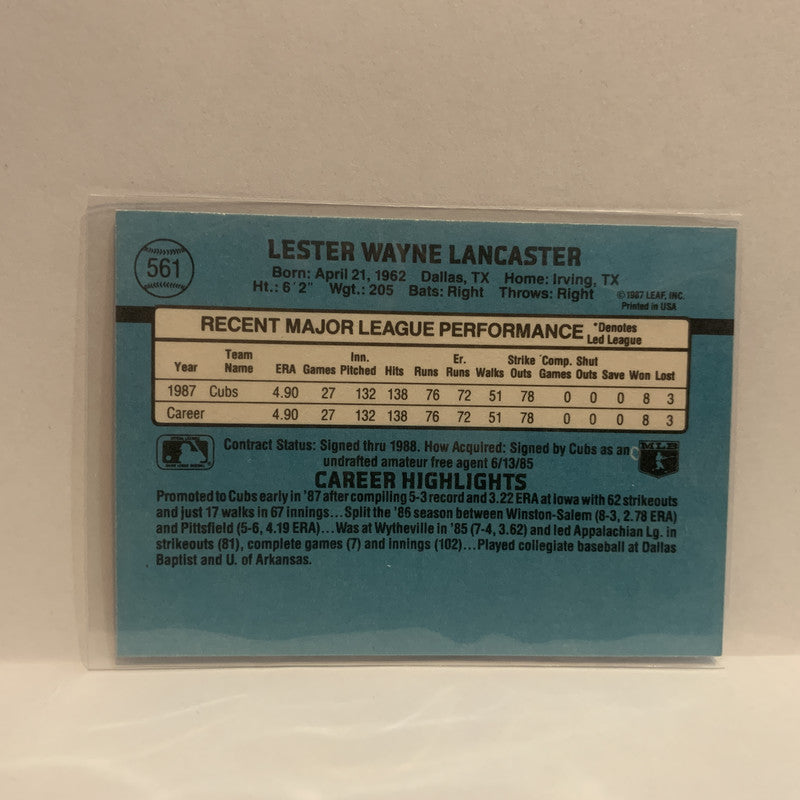 561
LESTER WAYNE LANCASTER
Born: April 21, 1962 Dallas, TX Home: Irving, TX
Ht.: 6'2" Wgt.: 205 Bats: Right Throws: Right
©1987 LEAF, INC.
Printed in USA
RECENT MAJOR LEAGUE PERFORMANCE *Denotes Led League
Year Team Name ERA Games Inn. Pitched Hits Runs Er. Runs Walks Strike Outs Comp. Games Shut Outs Save Won Lost
1987 Cubs 4.90 27 132 138 76 72 51 78 0 0 0 8 3
Career 4.90 27 132 138 76 72 51 78 0 0 0 8 3
Contract Status: Signed thru 1988. How Acquired: Signed by Cubs as an
undrafted amateur free agent 6/13/85
MLB
CAREER HIGHLIGHTS
Promoted to Cubs early in '87 after compiling 5-3 record and 3.22 ERA at Iowa with 62 strikeouts
and just 17 walks in 67 innings...Split the '86 season between Winston-Salem (8-3, 2.78 ERA)
and Pittsfield (5-6, 4.19 ERA)...Was at Wytheville in '85 (7-4, 3.62) and led Appalachian Lg. in
strikeouts (81), complete games (7) and innings (102)...Played collegiate baseball at Dallas
Baptist and U. of Arkansas.